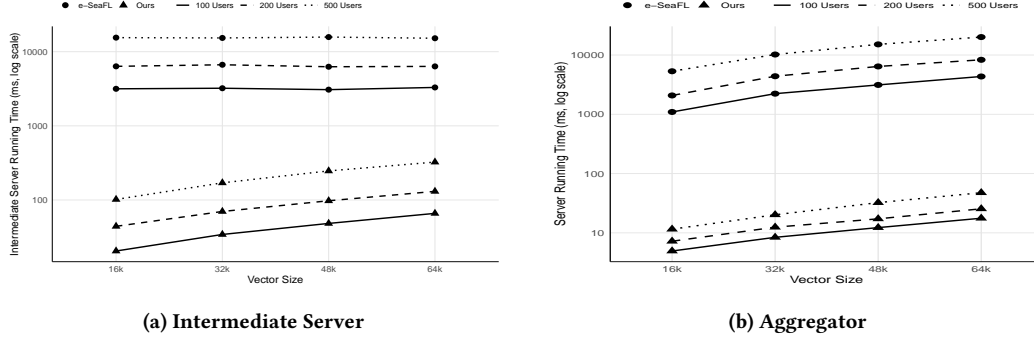 e-SeaFL Ours 100 Users 200 Users 500 Users
Intermediate Server Running Time (ms, log scale)
10000
1000
100
16k 32k 48k 64k
Vector Size
(a) Intermediate Server
e-SeaFL Ours 100 Users 200 Users 500 Users
Server Running Time (ms, log scale)
10000
1000
100
10
16k 32k 48k 64k
Vector Size
(b) Aggregator